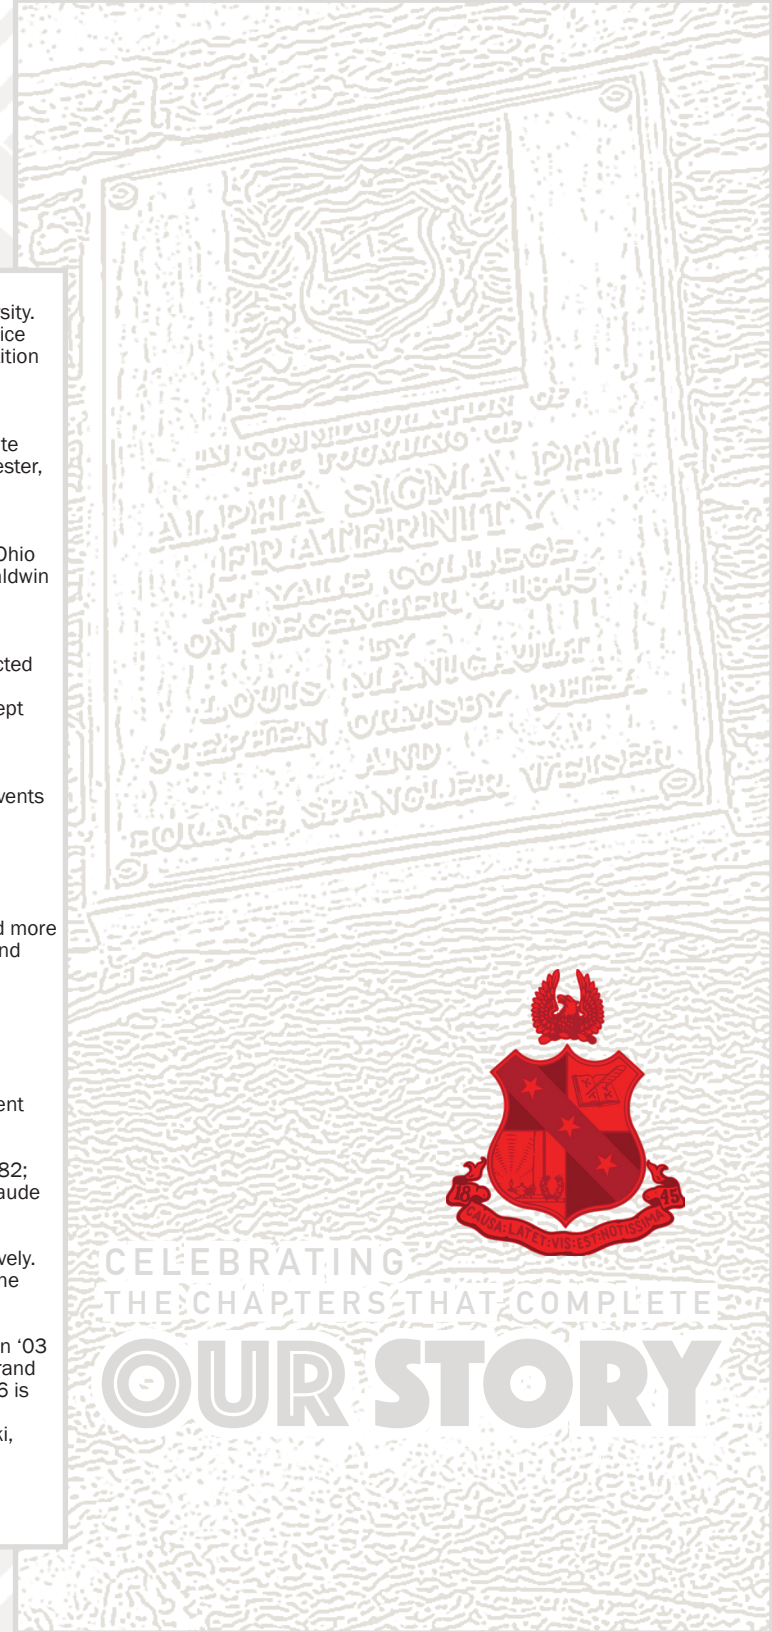 sity.
ice
ition
te
ester,
Ohio
aldwin
cted
ept
vents
d more
nd
ent
82;
aude
vely.
ne
n ‘03
rand
6 is
ki,
IN COMMEMORATION OF
THE FOUNDING OF
ALPHA SIGMA PHI
FRATERNITY
AT YALE COLLEGE
ON DECEMBER 6, 1845
BY
LOUIS MANIGAULT
STEPHEN ORMSBY RHEA
AND
HORACE SPANGLER WEISER
18 45
CAUSA:LATET:VIS:EST:NOTISSIMA
CELEBRATING
THE CHAPTERS THAT COMPLETE
OUR STORY